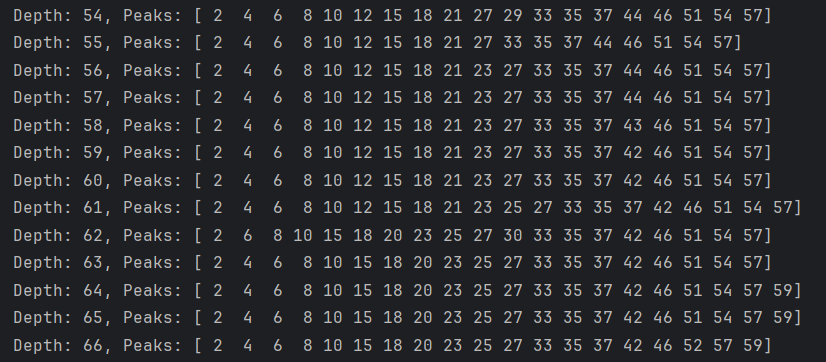 Depth: 54, Peaks: [ 2  4  6  8 10 12 15 18 21 27 29 33 35 37 44 46 51 54 57]
Depth: 55, Peaks: [ 2  4  6  8 10 12 15 18 21 27 33 35 37 44 46 51 54 57]
Depth: 56, Peaks: [ 2  4  6  8 10 12 15 18 21 23 27 33 35 37 44 46 51 54 57]
Depth: 57, Peaks: [ 2  4  6  8 10 12 15 18 21 23 27 33 35 37 44 46 51 54 57]
Depth: 58, Peaks: [ 2  4  6  8 10 12 15 18 21 23 27 33 35 37 43 46 51 54 57]
Depth: 59, Peaks: [ 2  4  6  8 10 12 15 18 21 23 27 33 35 37 42 46 51 54 57]
Depth: 60, Peaks: [ 2  4  6  8 10 12 15 18 21 23 27 33 35 37 42 46 51 54 57]
Depth: 61, Peaks: [ 2  4  6  8 10 12 15 18 21 23 25 27 33 35 37 42 46 51 54 57]
Depth: 62, Peaks: [ 2  6  8 10 15 18 20 23 25 27 30 33 35 37 42 46 51 54 57]
Depth: 63, Peaks: [ 2  4  6  8 10 15 18 20 23 25 27 33 35 37 42 46 51 54 57]
Depth: 64, Peaks: [ 2  4  6  8 10 15 18 20 23 25 27 33 35 37 42 46 51 54 57 59]
Depth: 65, Peaks: [ 2  4  6  8 10 15 18 20 23 25 27 33 35 37 42 46 51 54 57 59]
Depth: 66, Peaks: [ 2  4  6  8 10 15 18 20 23 25 27 33 35 37 42 46 52 57 59]